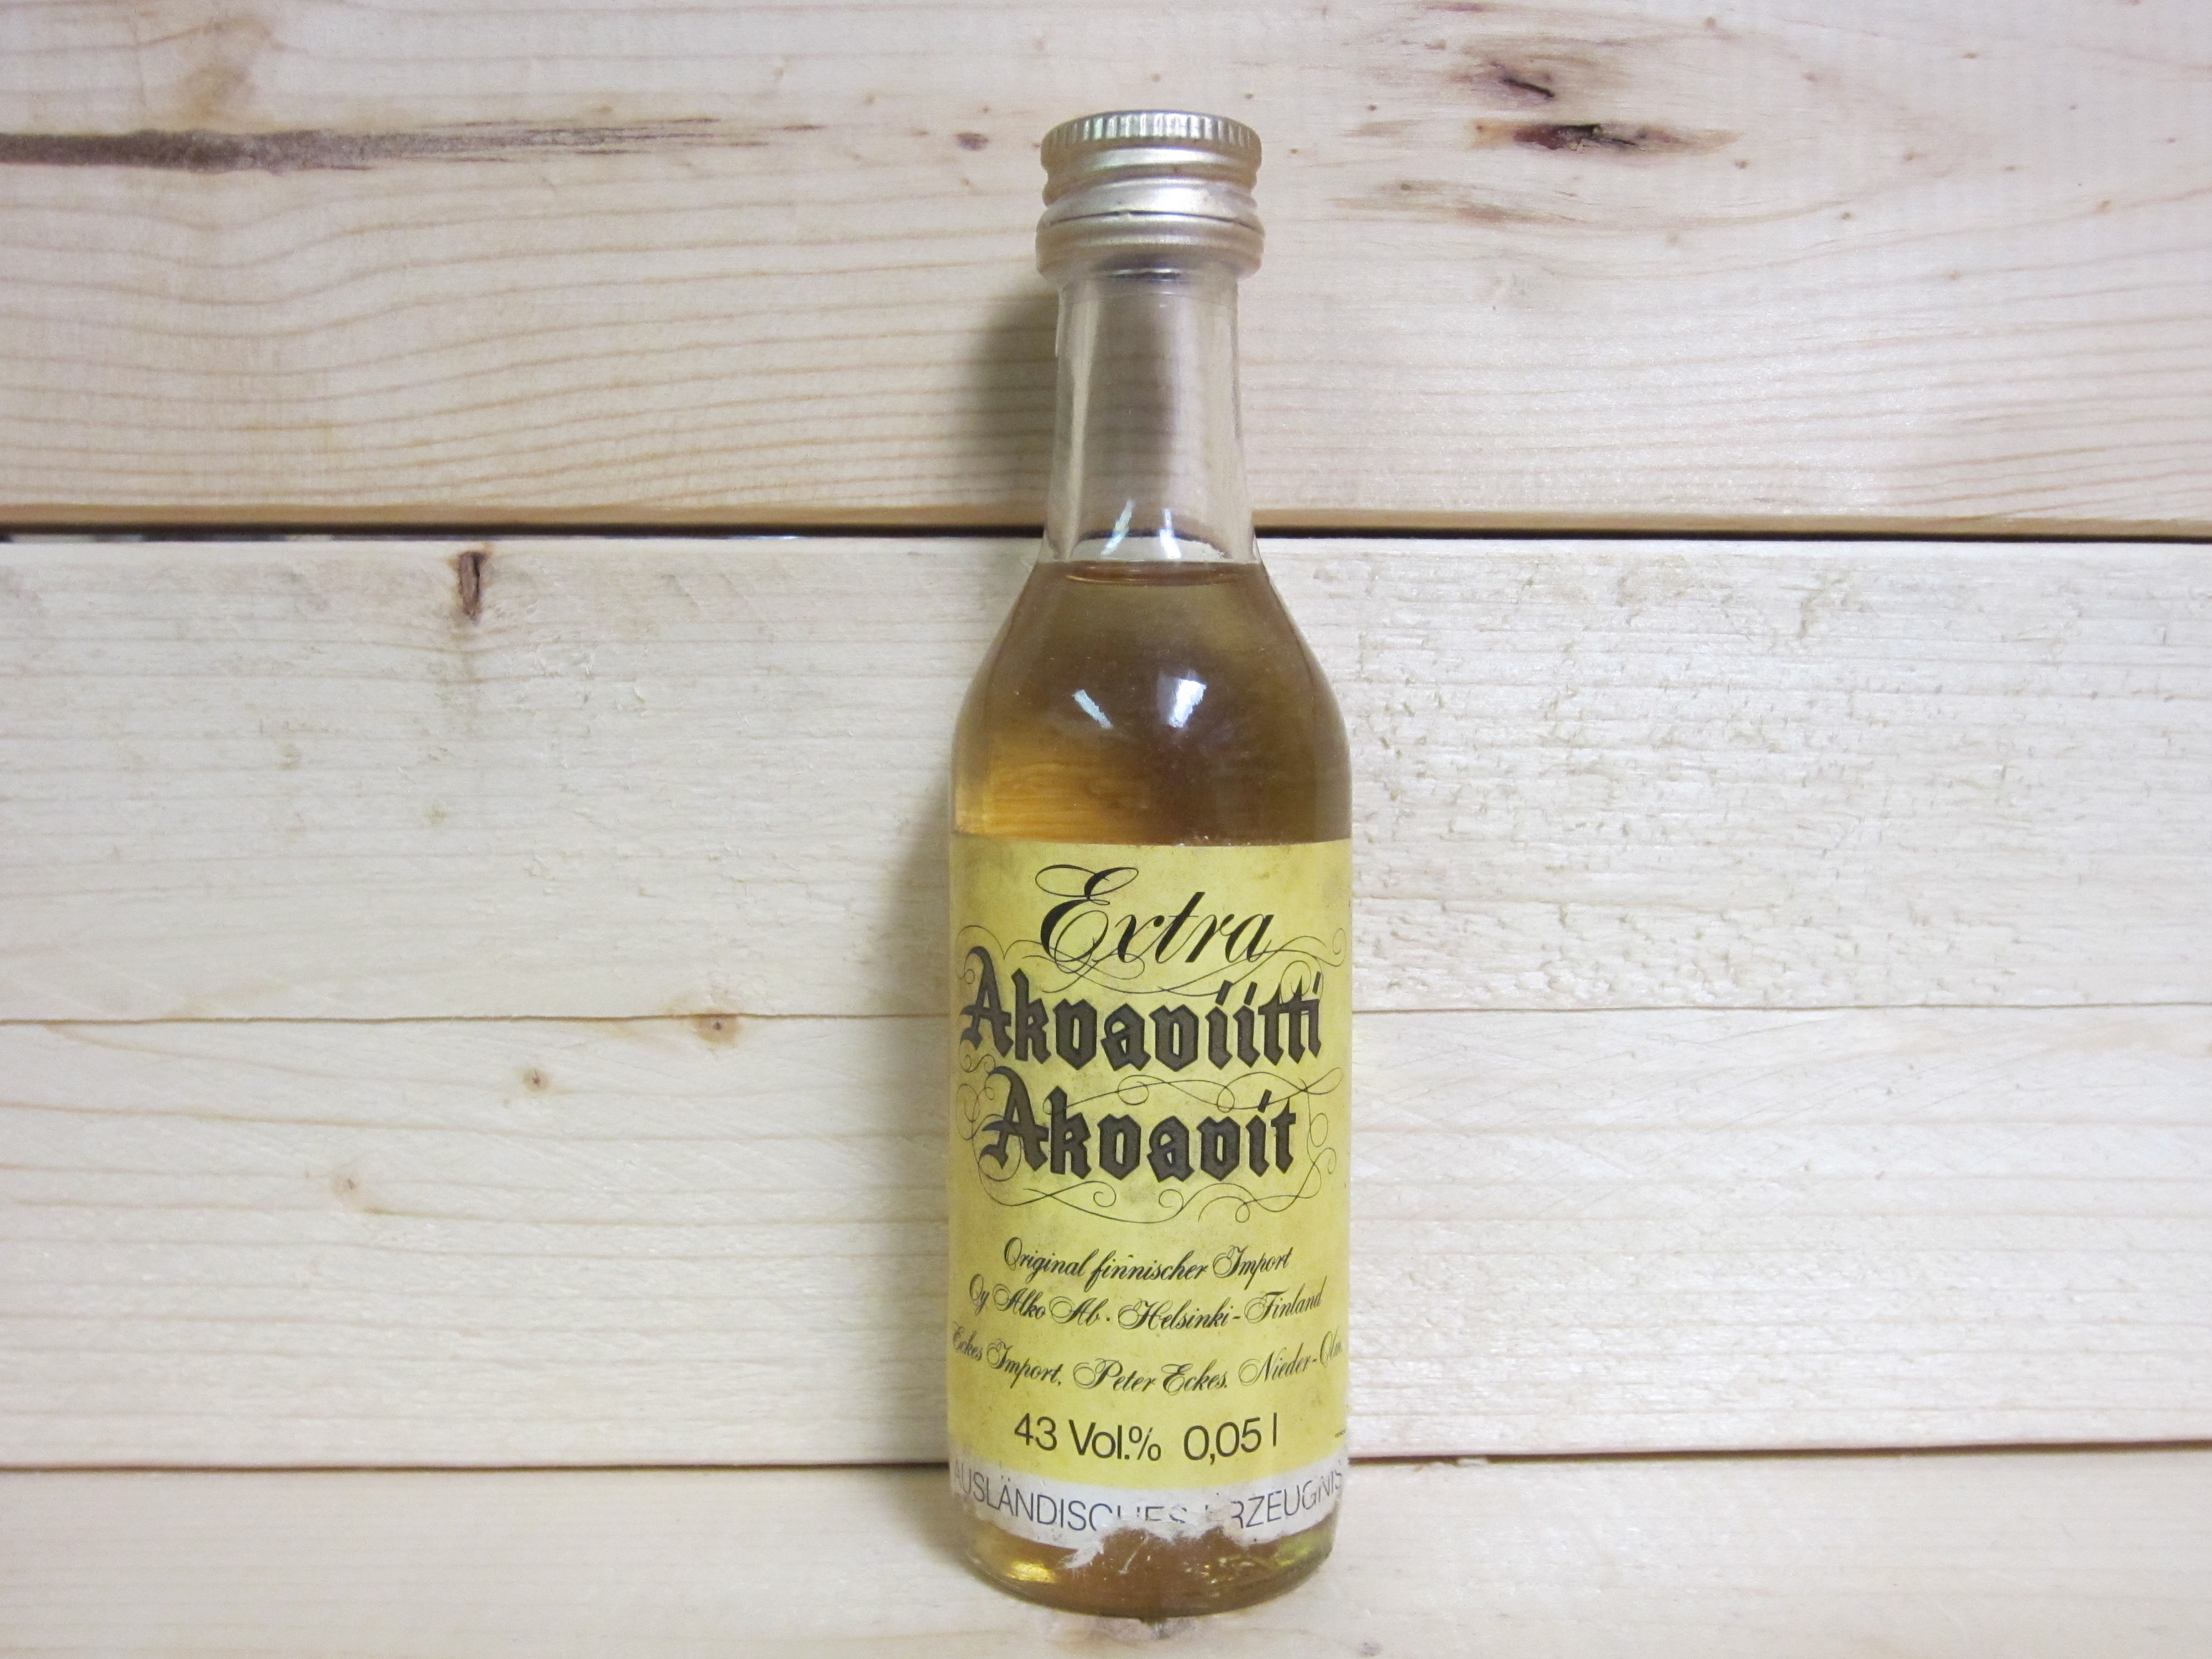 Extra
Akvaviitti
Akvavit
Original finnischer Import
Oy Alko Ab · Helsinki - Finland
Eckes Import, Peter Eckes, Nieder-Olm
43 Vol.% 0,05 l
AUSLÄNDISCHES ERZEUGNIS